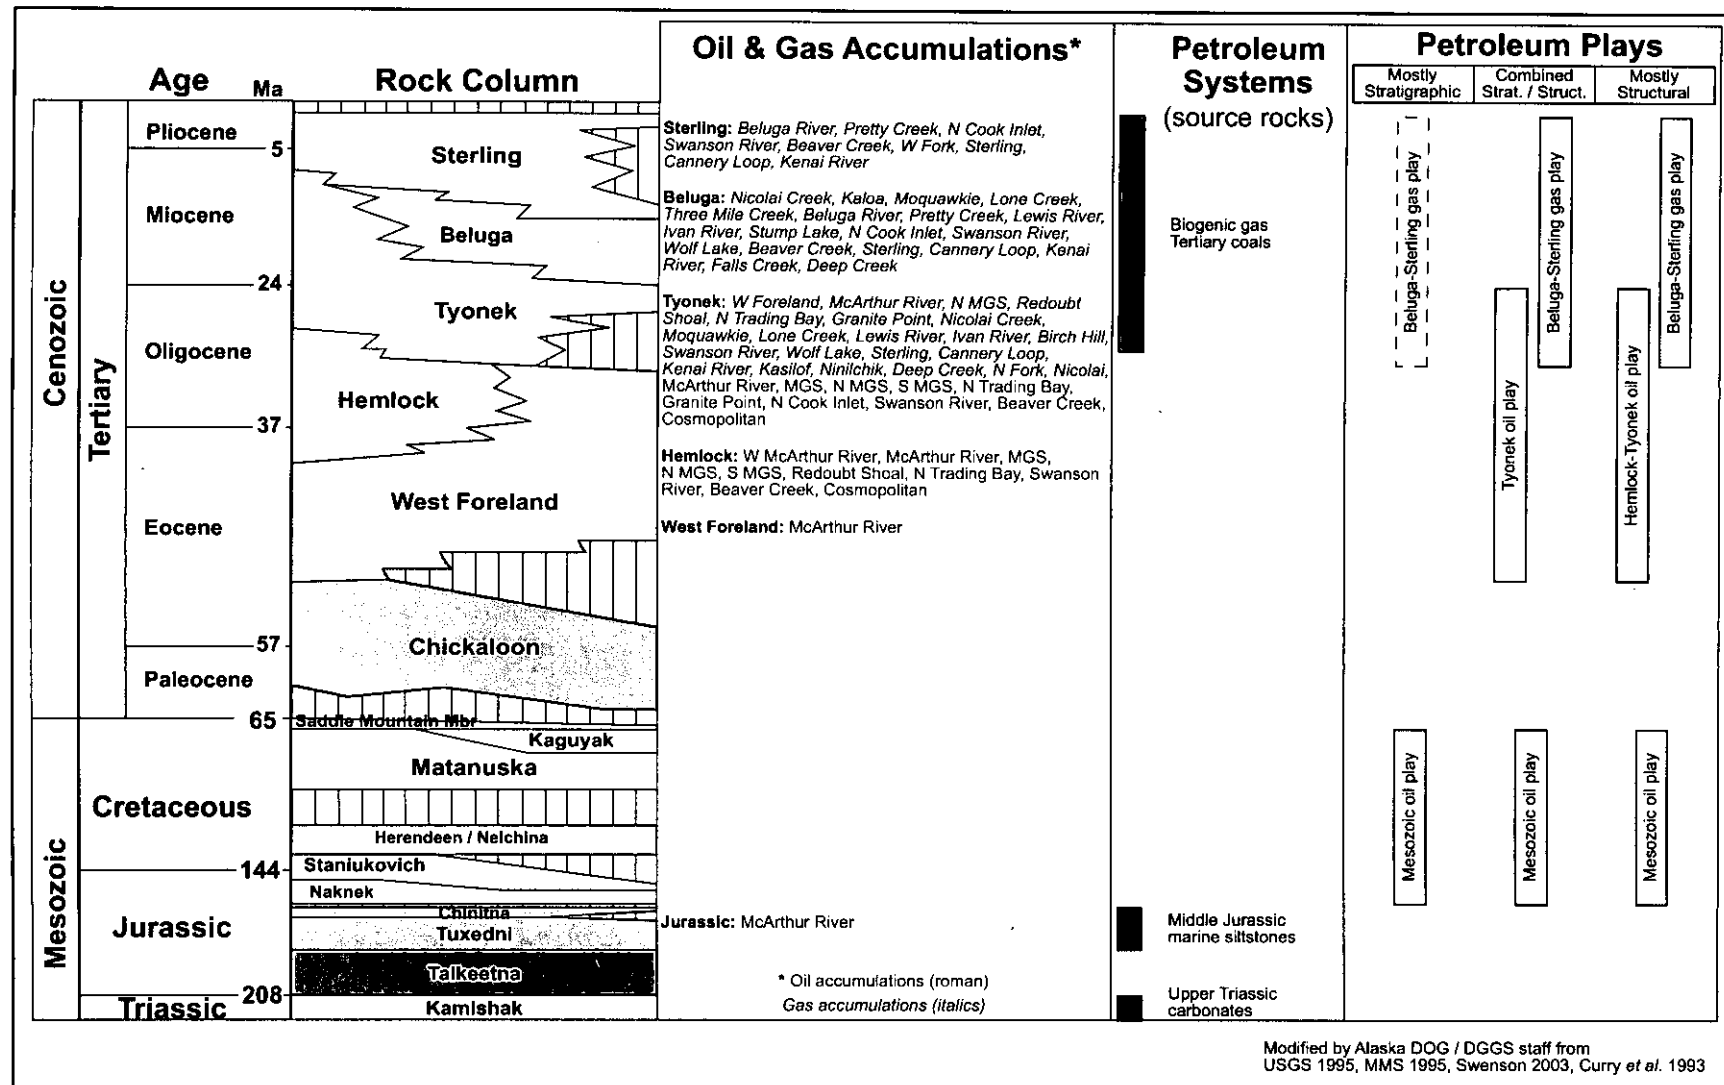 Age
Ma
Rock Column
Oil & Gas Accumulations*
Petroleum
Systems
(source rocks)
Petroleum Plays
Mostly
Stratigraphic
Combined
Strat. / Struct.
Mostly
Structural
Cenozoic
Tertiary
Pliocene
5
Miocene
24
Oligocene
37
Eocene
57
Paleocene
65
Mesozoic
Cretaceous
144
Jurassic
208
Triassic
Sterling
Beluga
Tyonek
Hemlock
West Foreland
Chickaloon
Saddle Mountain Mbr
Kaguyak
Matanuska
Herendeen / Nelchina
Staniukovich
Naknek
Chinitna
Tuxedni
Talkeetna
Kamishak
Sterling: Beluga River, Pretty Creek, N Cook Inlet,
Swanson River, Beaver Creek, W Fork, Sterling,
Cannery Loop, Kenai River
Beluga: Nicolai Creek, Kaloa, Moquawkie, Lone Creek,
Three Mile Creek, Beluga River, Pretty Creek, Lewis River,
Ivan River, Stump Lake, N Cook Inlet, Swanson River,
Wolf Lake, Beaver Creek, Sterling, Cannery Loop, Kenai
River, Falls Creek, Deep Creek
Tyonek: W Foreland, McArthur River, N MGS, Redoubt
Shoal, N Trading Bay, Granite Point, Nicolai Creek,
Moquawkie, Lone Creek, Lewis River, Ivan River, Birch Hill,
Swanson River, Wolf Lake, Sterling, Cannery Loop,
Kenai River, Kasilof, Ninilchik, Deep Creek, N Fork, Nicolai,
McArthur River, MGS, N MGS, S MGS, N Trading Bay,
Granite Point, N Cook Inlet, Swanson River, Beaver Creek,
Cosmopolitan
Hemlock: W McArthur River, McArthur River, MGS,
N MGS, S MGS, Redoubt Shoal, N Trading Bay, Swanson
River, Beaver Creek, Cosmopolitan
West Foreland: McArthur River
Jurassic: McArthur River
* Oil accumulations (roman)
Gas accumulations (italics)
Biogenic gas
Tertiary coals
Middle Jurassic
marine siltstones
Upper Triassic
carbonates
Beluga-Sterling gas play
Beluga-Sterling gas play
Beluga-Sterling gas play
Tyonek oil play
Hemlock-Tyonek oil play
Mesozoic oil play
Mesozoic oil play
Mesozoic oil play
Modified by Alaska DOG / DGGS staff from
USGS 1995, MMS 1995, Swenson 2003, Curry et al. 1993